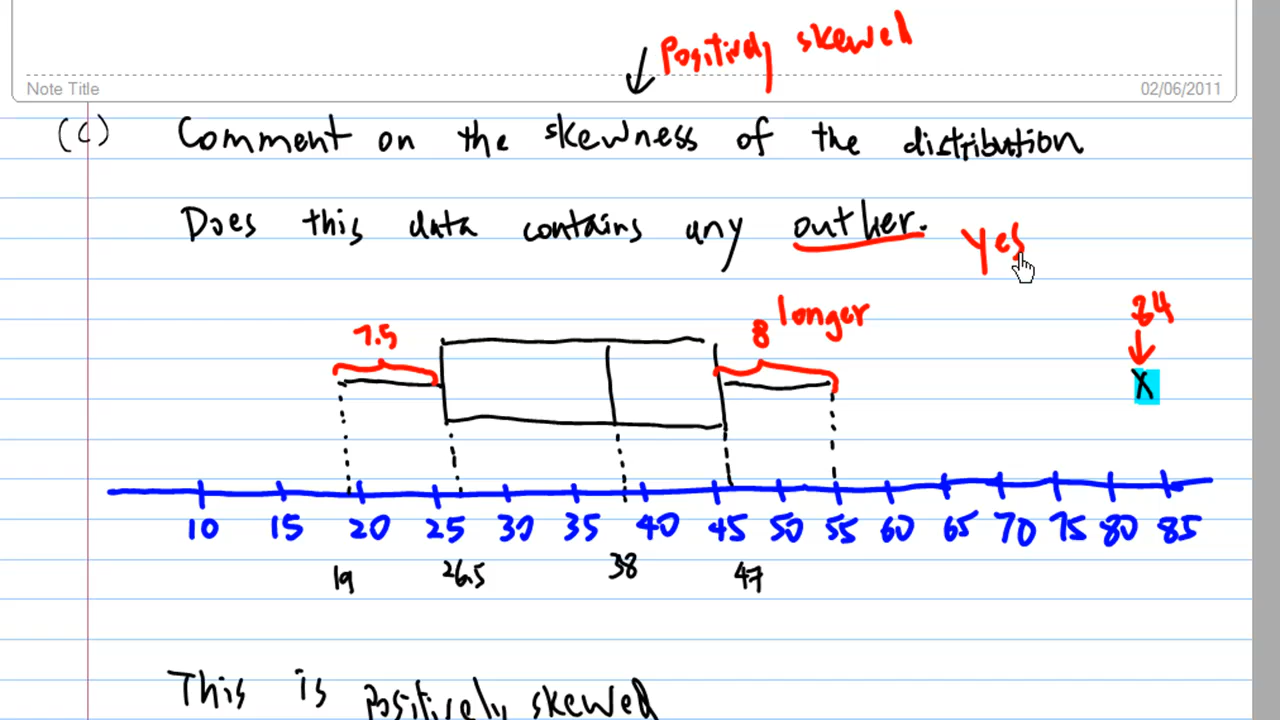 Positively skewed
Note Title
02/06/2011
(c) Comment on the skewness of the distribution
Does this data contains any outlier. Yes
7.5
8 longer
84
X
10 15 20 25 30 35 40 45 50 55 60 65 70 75 80 85
19 26.5 38 47
This is positively skewed